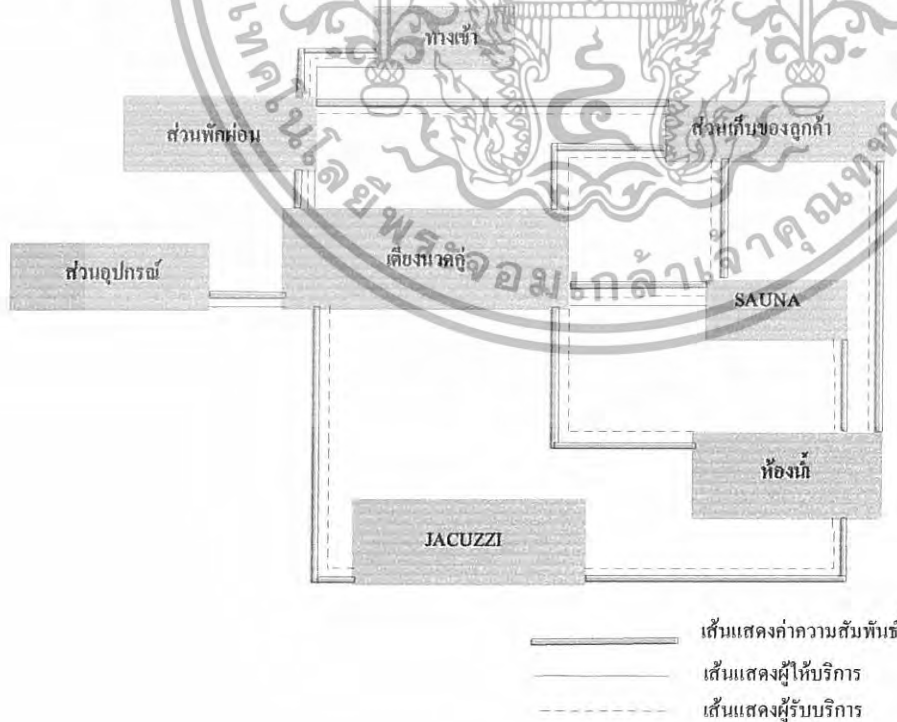 ทางเข้า
ส่วนพักผ่อน
ส่วนเก็บของลูกค้า
เตียงนวดคู่
ส่วนอุปกรณ์
SAUNA
ห้องน้ำ
JACUZZI
เส้นแสดงค่าความสัมพันธ์
เส้นแสดงผู้ให้บริการ
เส้นแสดงผู้รับบริการ